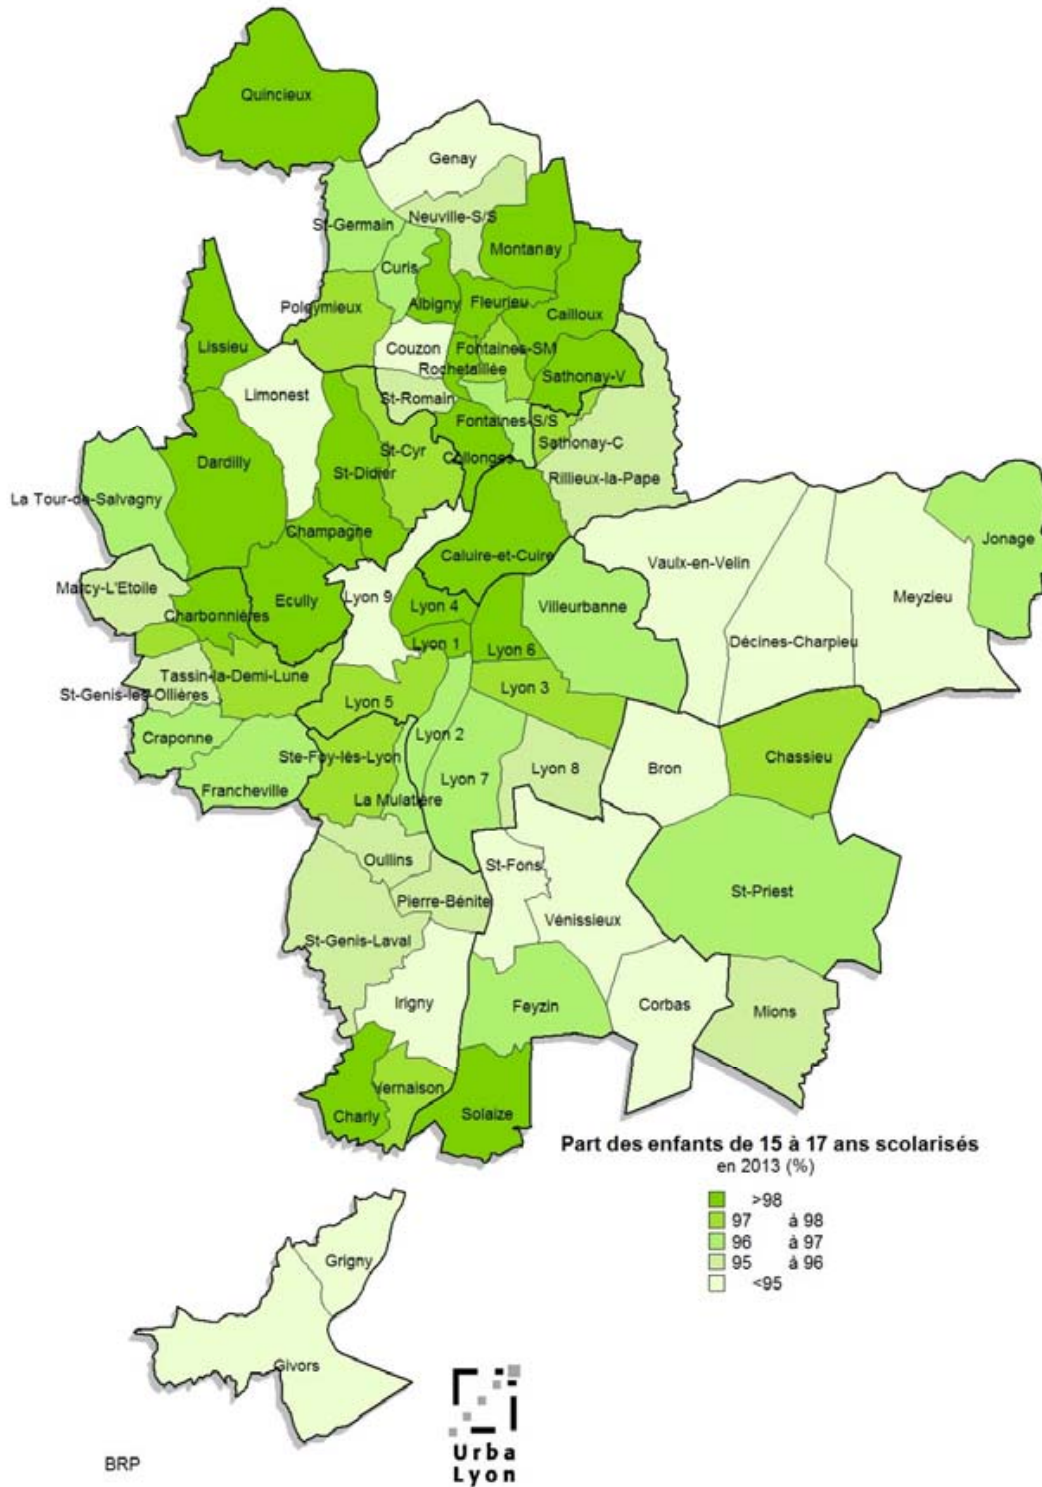 Quincieux
Genay
Neuville-S/S
St-Germain
Montanay
Curis
Albigny
Fleurieu
Poleymieux
Cailloux
Lissieu
Couzon
Fontaines-SM
Rochetaillée
Sathonay-V
Limonest
St-Romain
Fontaines-S/S
Sathonay-C
St-Cyr
Collonges
Dardilly
St-Didier
Rillieux-la-Pape
La Tour-de-Salvagny
Champagne
Caluire-et-Cuire
Jonage
Vaulx-en-Velin
Marcy-L'Etoile
Ecully
Lyon 9
Meyzieu
Charbonnières
Lyon 4
Villeurbanne
Lyon 1
Lyon 6
Décines-Charpieu
Tassin-la-Demi-Lune
St-Genis-les-Ollières
Lyon 3
Lyon 5
Craponne
Lyon 2
Ste-Foy-lès-Lyon
Chassieu
Lyon 7
Lyon 8
Bron
Francheville
La Mulatière
Oullins
St-Fons
St-Priest
Pierre-Bénite
Vénissieux
St-Genis-Laval
Irigny
Feyzin
Corbas
Mions
Vernaison
Charly
Solaize
Part des enfants de 15 à 17 ans scolarisés
en 2013 (%)
>98
97 à 98
96 à 97
95 à 96
<95
Grigny
Givors
BRP
Urba
Lyon